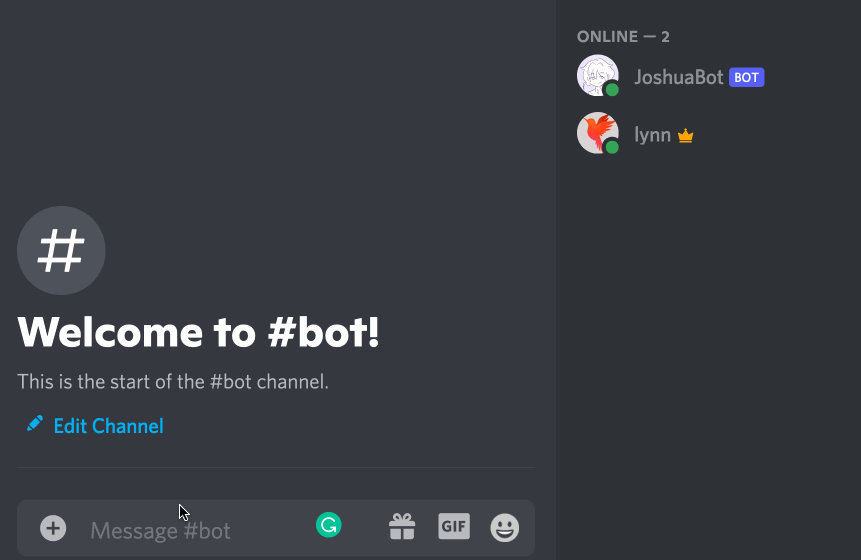 ONLINE — 2
JoshuaBot BOT
lynn
#
Welcome to #bot!
This is the start of the #bot channel.
Edit Channel
Message #bot
GIF